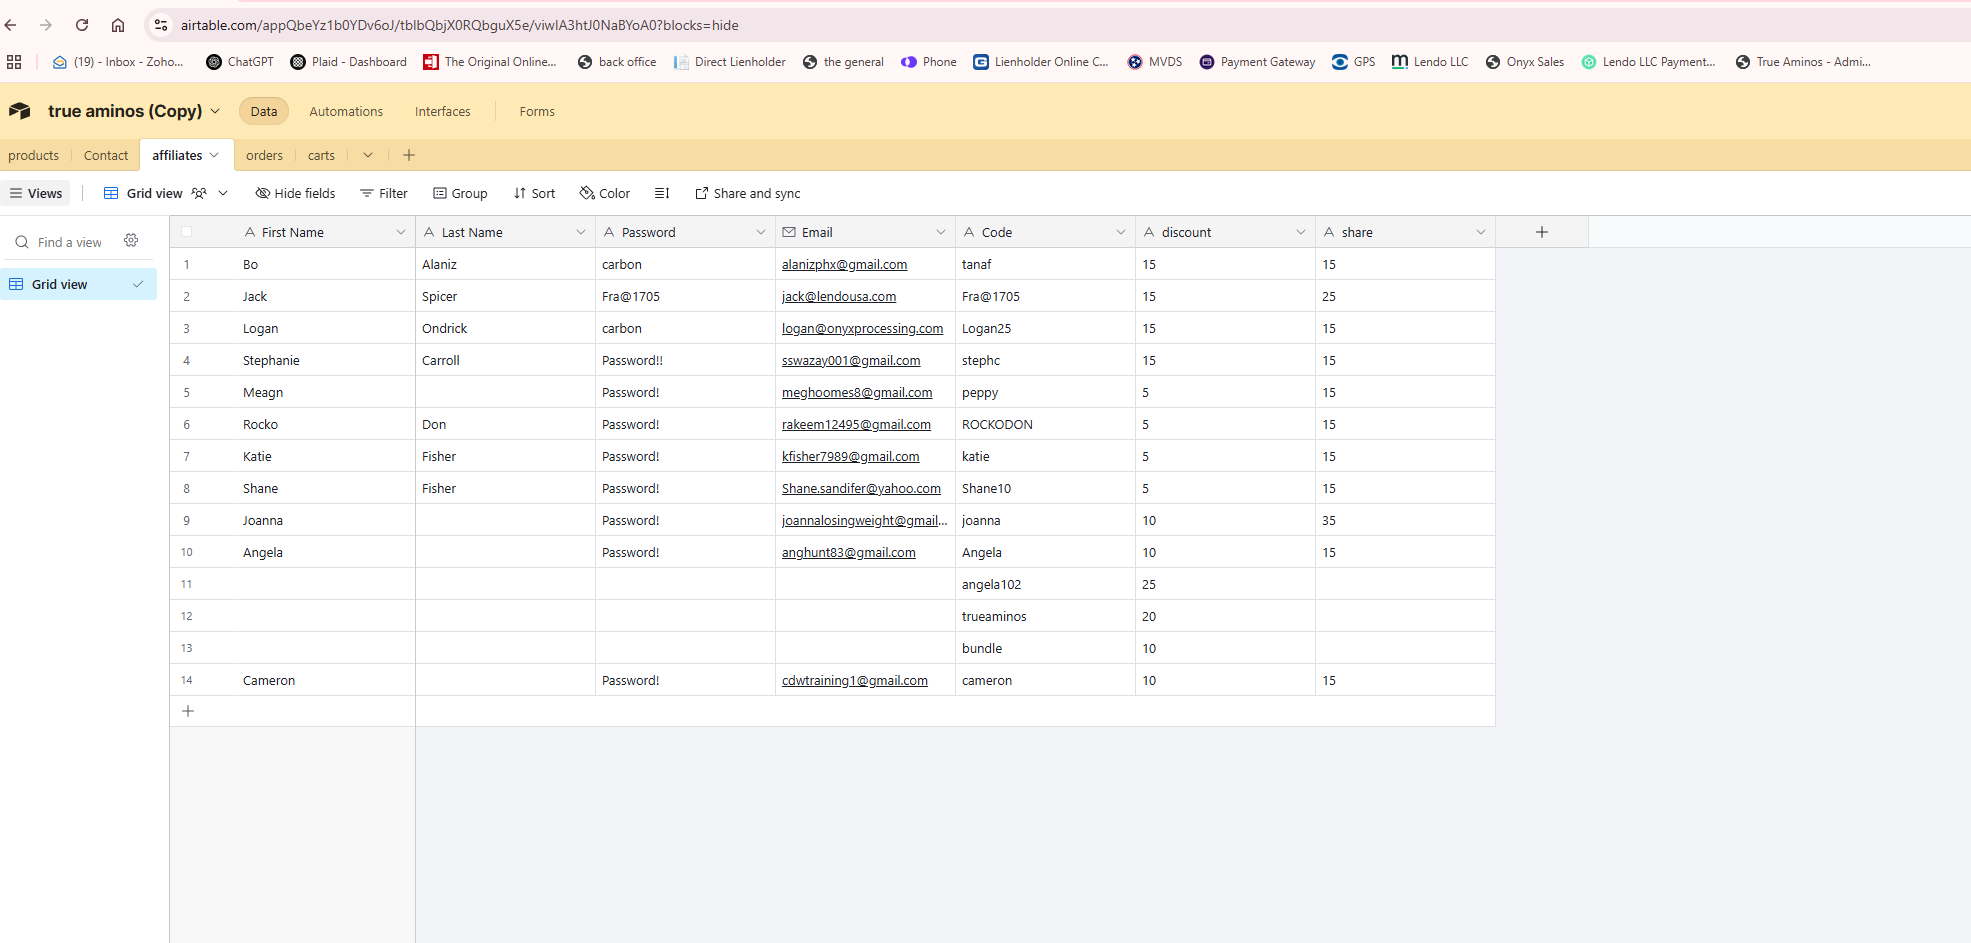 airtable.com/appQbeYz1b0YDv6oJ/tblbQbjX0RQbguX5e/viwIA3htJ0NaBYoA0?blocks=hide
(19) - Inbox - Zoho... ChatGPT Plaid - Dashboard The Original Online... back office Direct Lienholder the general Phone Lienholder Online C... MVDS Payment Gateway GPS Lendo LLC Onyx Sales Lendo LLC Payment... True Aminos - Admi...
true aminos (Copy) Data Automations Interfaces Forms
products Contact affiliates orders carts
Views Grid view Hide fields Filter Group Sort Color Share and sync
Find a view
Grid view
First Name Last Name Password Email Code discount share
1 Bo Alaniz carbon alanizphx@gmail.com tanaf 15 15
2 Jack Spicer Fra@1705 jack@lendousa.com Fra@1705 15 25
3 Logan Ondrick carbon logan@onyxprocessing.com Logan25 15 15
4 Stephanie Carroll Password!! sswazay001@gmail.com stephc 15 15
5 Meagn Password! meghoomes8@gmail.com peppy 5 15
6 Rocko Don Password! rakeem12495@gmail.com ROCKODON 5 15
7 Katie Fisher Password! kfisher7989@gmail.com katie 5 15
8 Shane Fisher Password! Shane.sandifer@yahoo.com Shane10 5 15
9 Joanna Password! joannalosingweight@gmail... joanna 10 35
10 Angela Password! anghunt83@gmail.com Angela 10 15
11 angela102 25
12 trueaminos 20
13 bundle 10
14 Cameron Password! cdwtraining1@gmail.com cameron 10 15